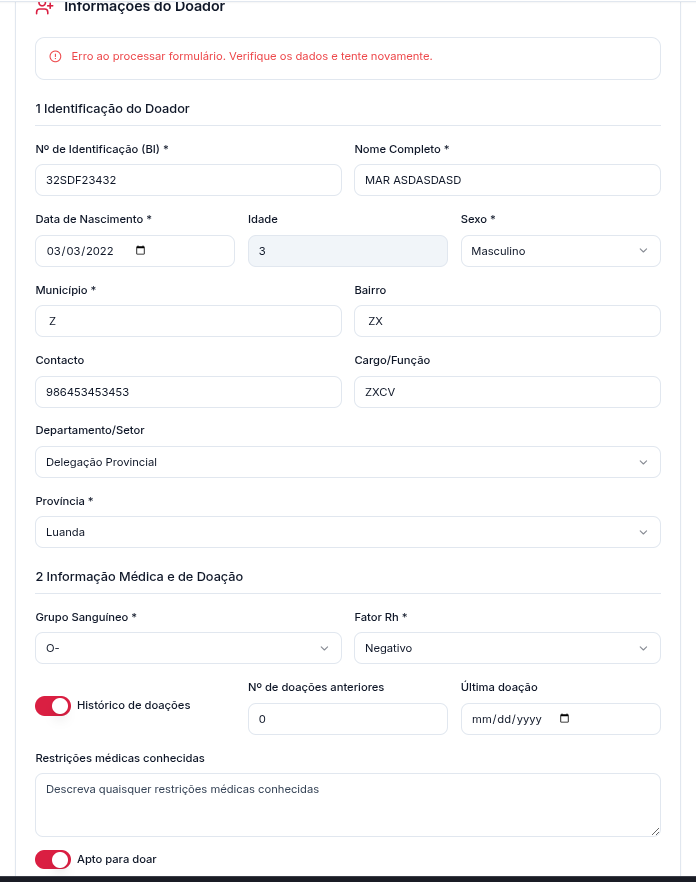 Informações do Doador
Erro ao processar formulário. Verifique os dados e tente novamente.
1 Identificação do Doador
Nº de Identificação (BI) *
Nome Completo *
32SDF23432
MAR ASDASDASD
Data de Nascimento *
Idade
Sexo *
03/03/2022
3
Masculino
Município *
Bairro
Z
ZX
Contacto
Cargo/Função
986453453453
ZXCV
Departamento/Setor
Delegação Provincial
Província *
Luanda
2 Informação Médica e de Doação
Grupo Sanguíneo *
Fator Rh *
O-
Negativo
Histórico de doações
Nº de doações anteriores
Última doação
0
mm/dd/yyyy
Restrições médicas conhecidas
Descreva quaisquer restrições médicas conhecidas
Apto para doar